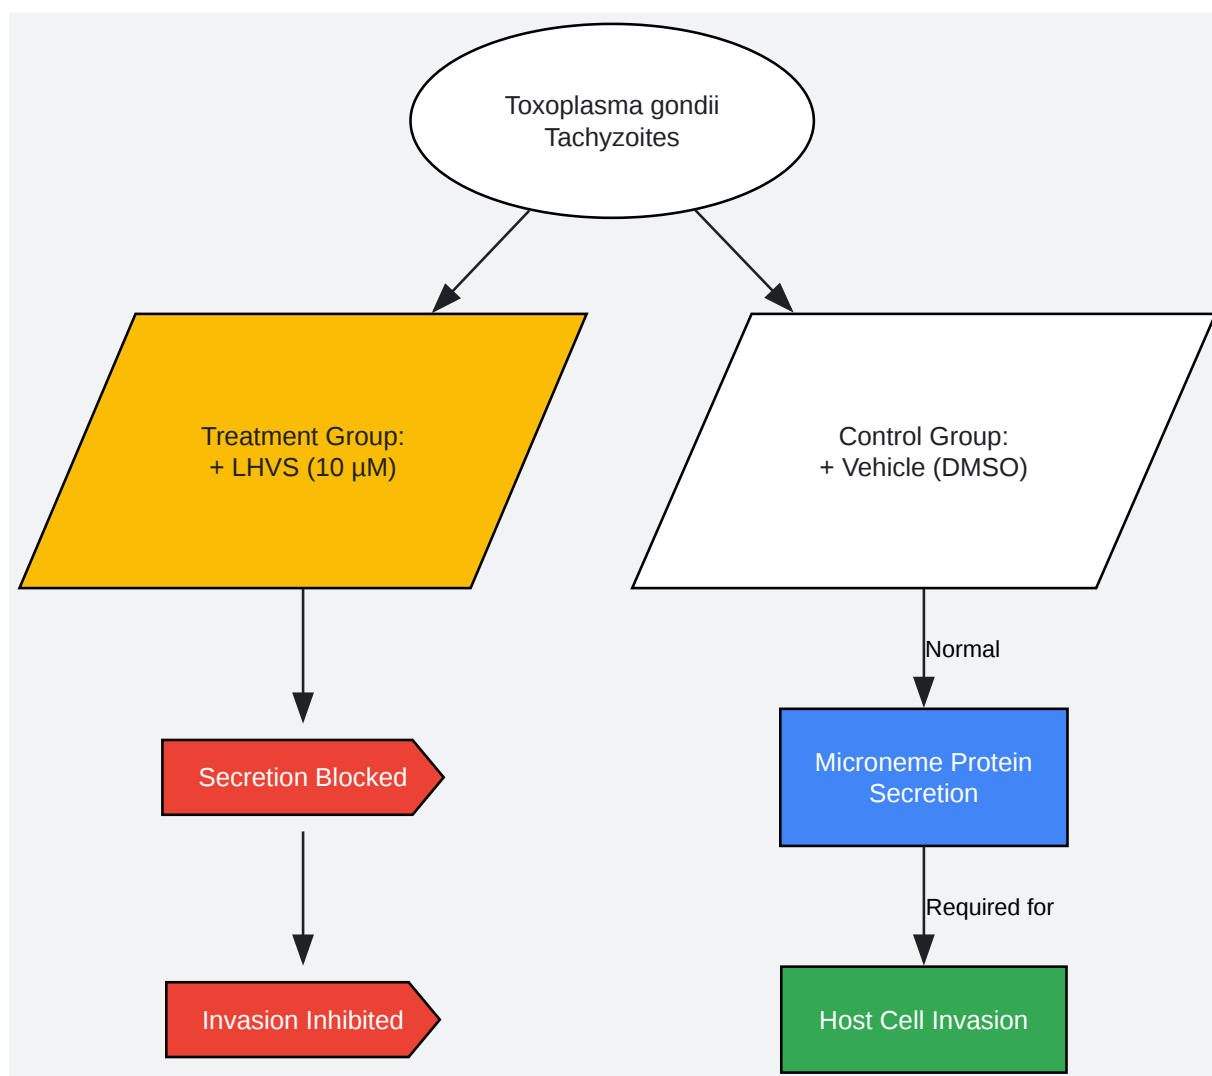 Toxoplasma gondii
Tachyzoites
Treatment Group:
+ LHVS (10 µM)
Control Group:
+ Vehicle (DMSO)
Normal
Microneme Protein
Secretion
Secretion Blocked
Required for
Invasion Inhibited
Host Cell Invasion